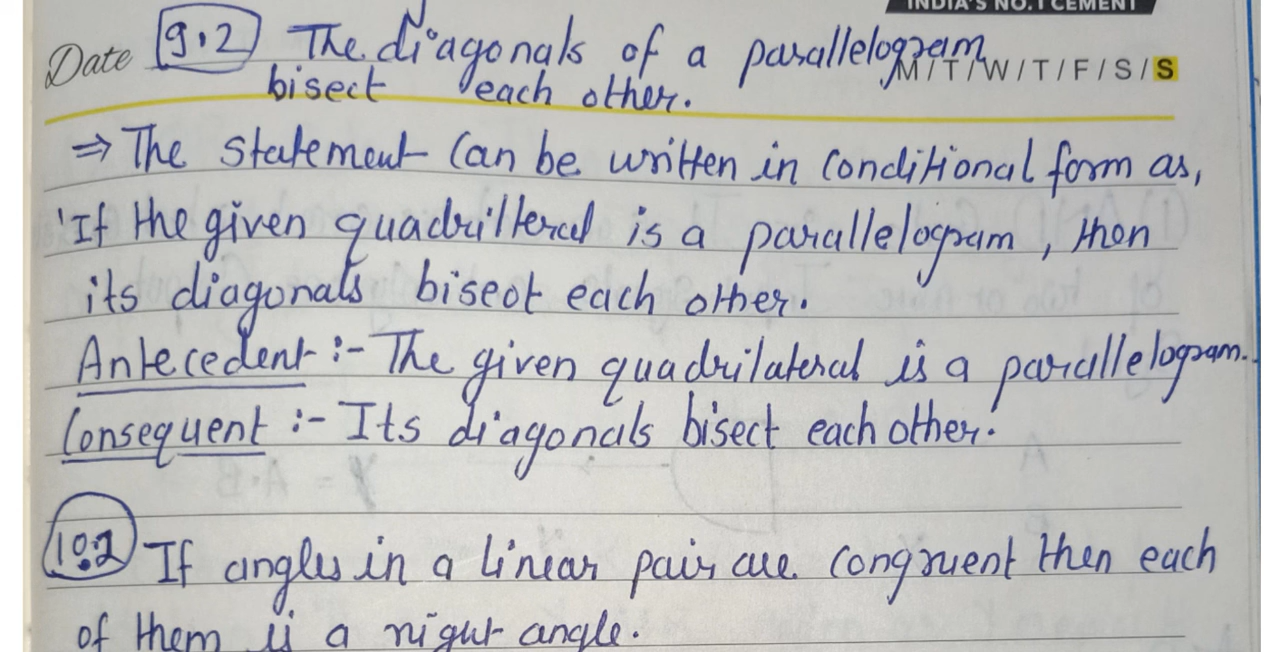 INDIA'S NO.1 CEMENT
Date 9.2 The diagonals of a parallelogram
M/T/W/T/F/S/S
bisect each other.
⇒ The statement can be written in conditional form as,
'If the given quadrilteral is a parallelogram, then
its diagonals bisect each other.
Antecedent :- The given quadrilateral is a parallelogram.
Consequent :- Its diagonals bisect each other.
10.2 If angles in a linear pair are congruent then each
of them is a right angle.